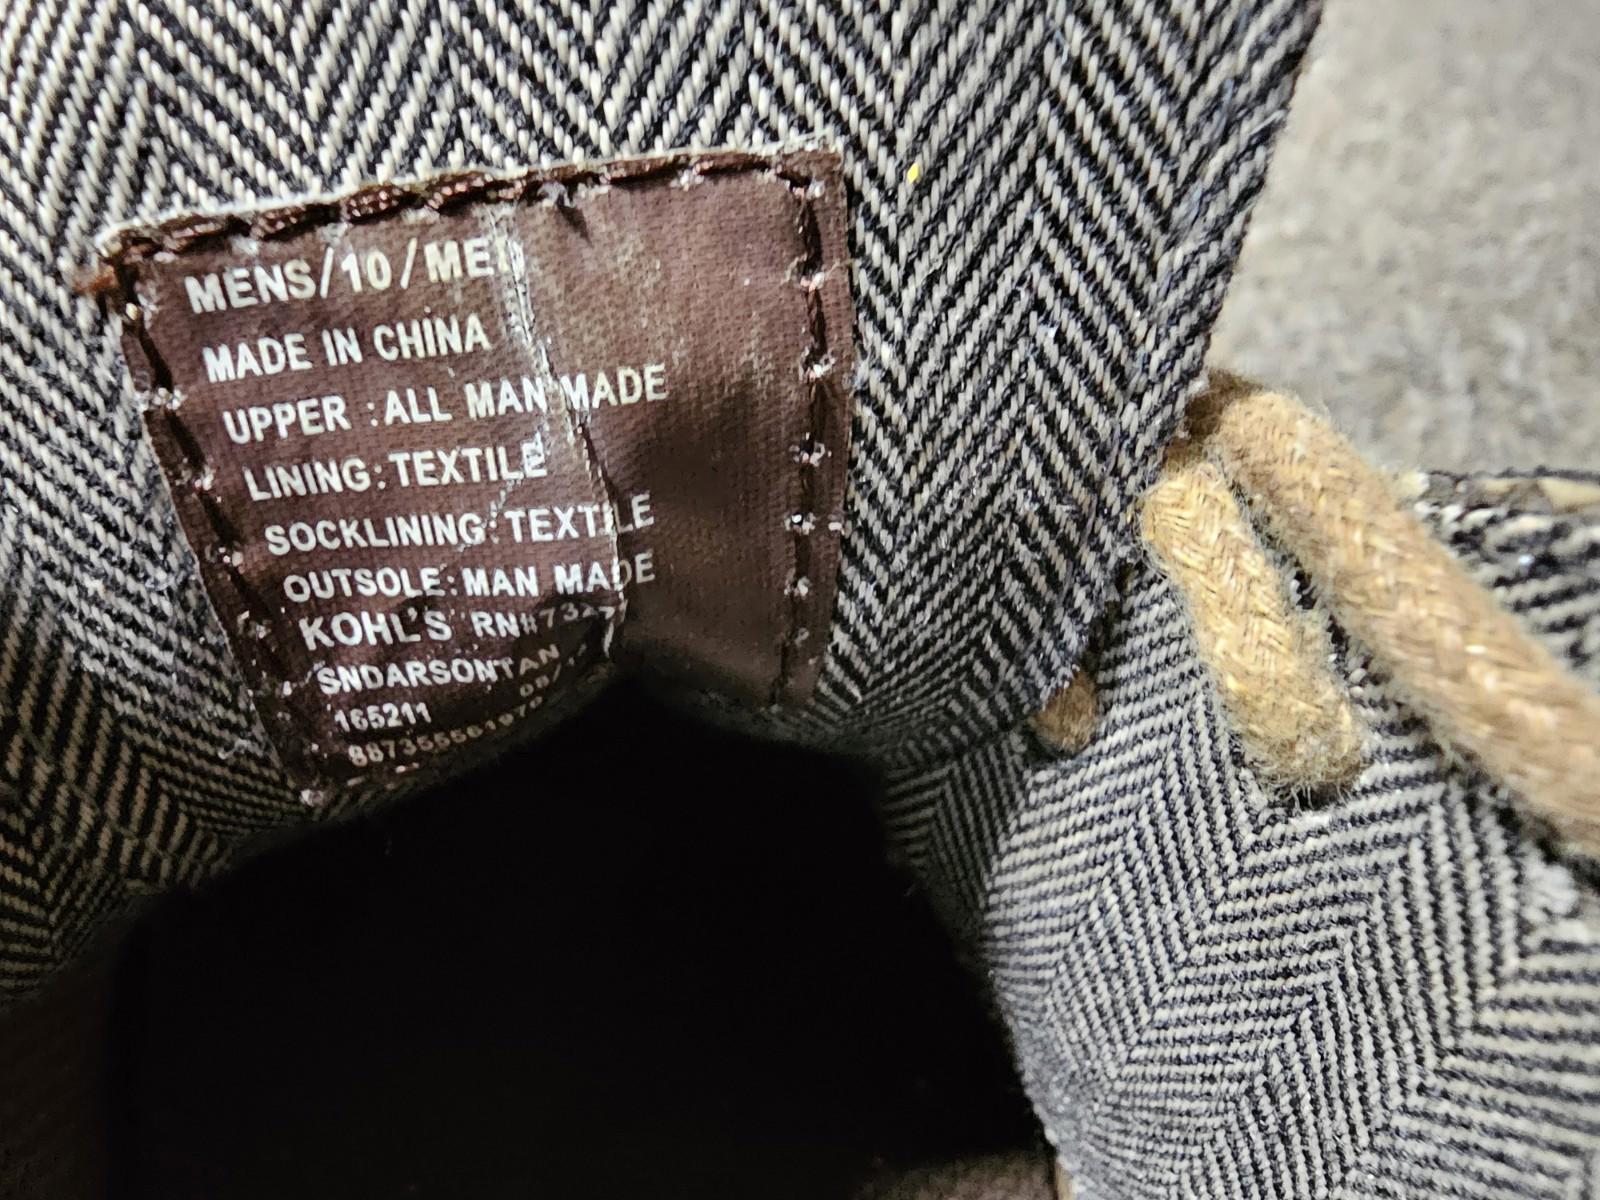 MENS/10/MED
MADE IN CHINA
UPPER :ALL MAN MADE
LINING: TEXTILE
SOCKLINING: TEXTILE
OUTSOLE: MAN MADE
KOHL'S
SNDARSONTAN
165211